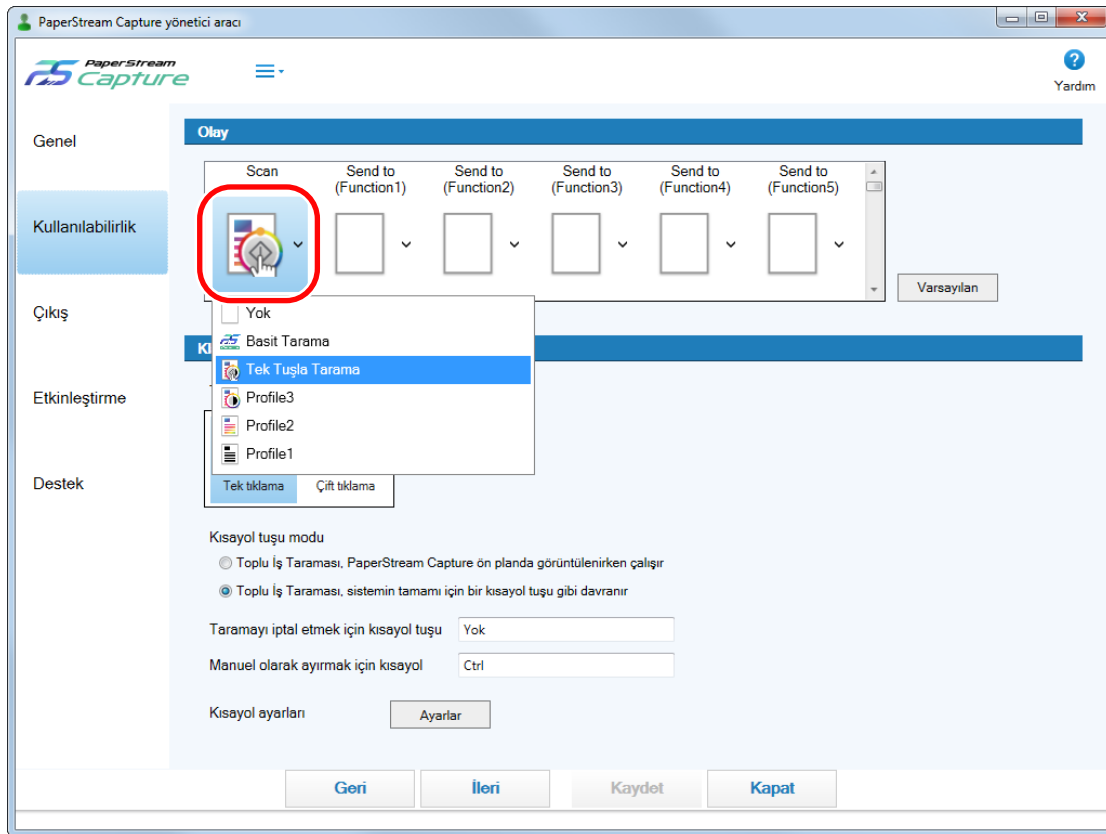 PaperStream Capture yönetici aracı
PaperStream
Capture
Yardım
Genel
Kullanılabilirlik
Çıkış
Etkinleştirme
Destek
Olay
Scan
Send to
(Function1)
Send to
(Function2)
Send to
(Function3)
Send to
(Function4)
Send to
(Function5)
Varsayılan
Yok
Basit Tarama
Tek Tuşla Tarama
Profile3
Profile2
Profile1
Tek tıklama
Çift tıklama
Kısayol tuşu modu
Toplu İş Taraması, PaperStream Capture ön planda görüntülenirken çalışır
Toplu İş Taraması, sistemin tamamı için bir kısayol tuşu gibi davranır
Taramayı iptal etmek için kısayol tuşu
Yok
Manuel olarak ayırmak için kısayol
Ctrl
Kısayol ayarları
Ayarlar
Geri
İleri
Kaydet
Kapat